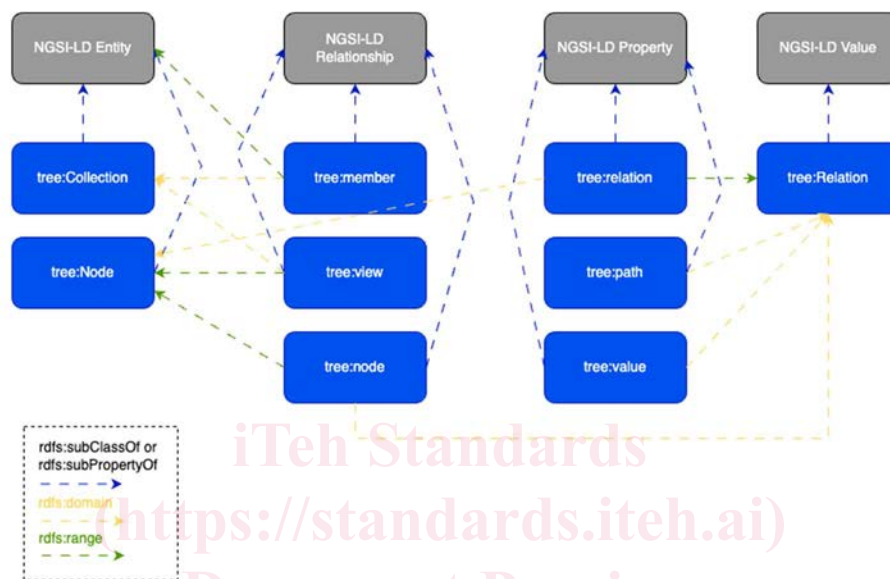 NGSI-LD Entity
NGSI-LD
Relationship
NGSI-LD Property
NGSI-LD Value
tree:Collection
tree:member
tree:relation
tree:Relation
tree:Node
tree:view
tree:path
tree:node
tree:value
rdfs:subClassOf or
rdfs:subPropertyOf
rdfs:domain
rdfs:range
iTeh Standards
(https://standards.iteh.ai)